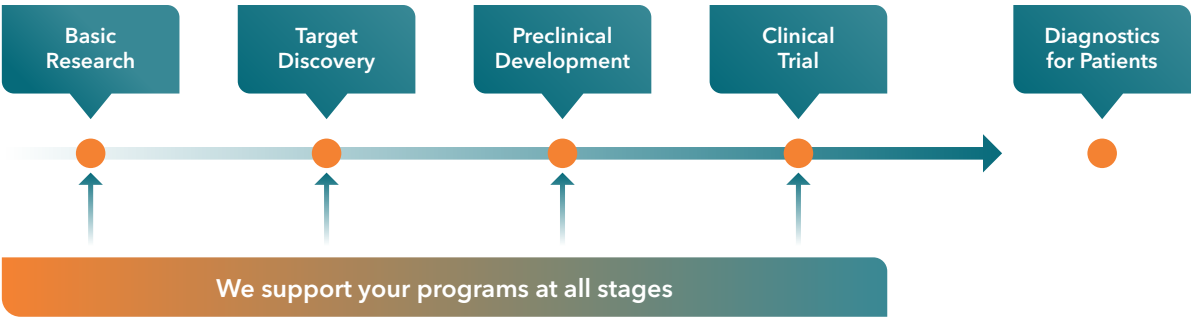 Basic
Research
Target
Discovery
Preclinical
Development
Clinical
Trial
Diagnostics
for Patients
We support your programs at all stages